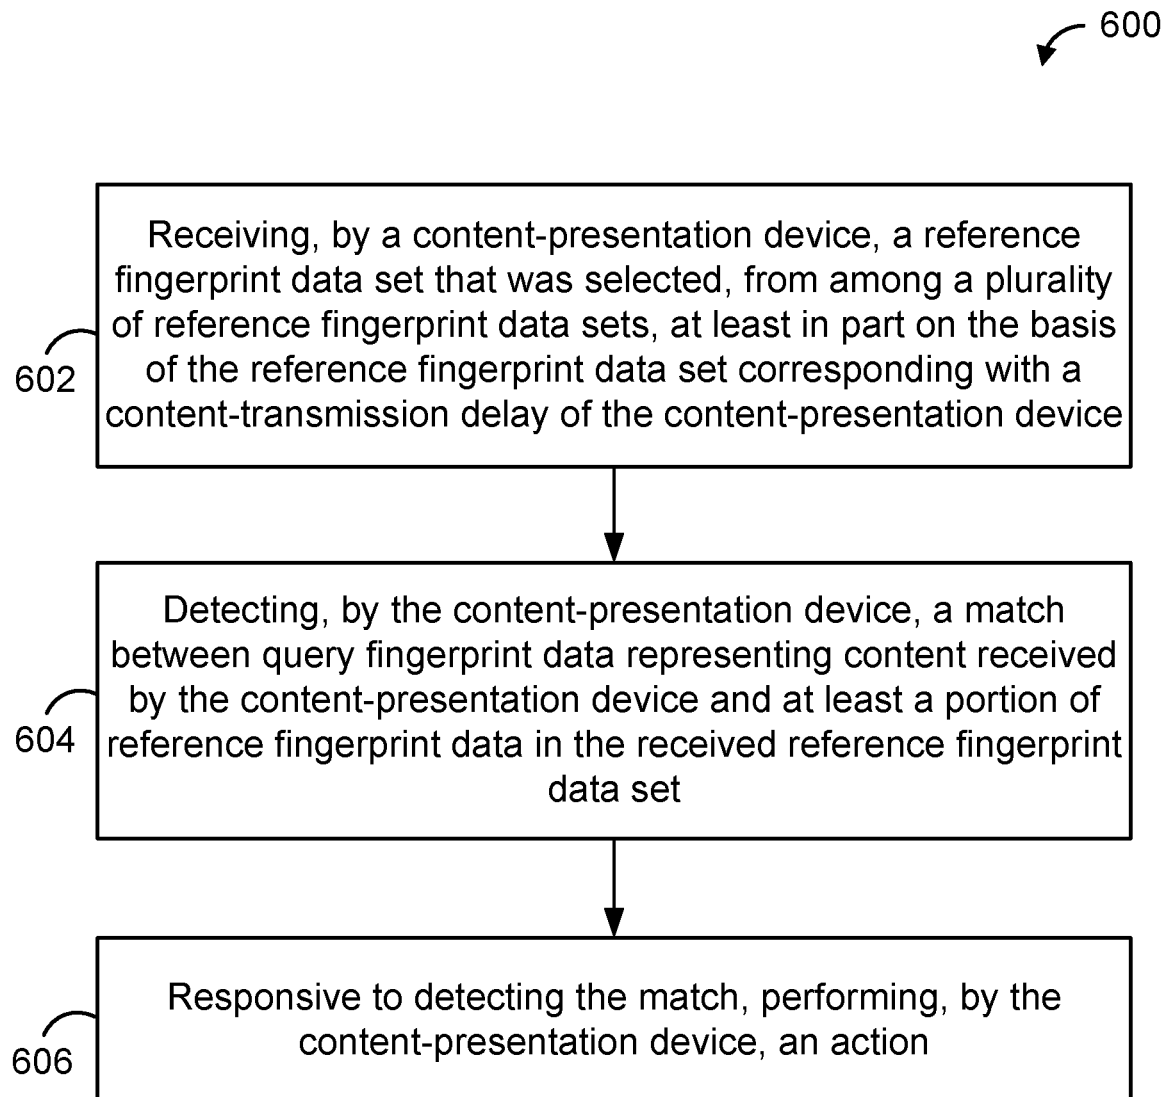 600
Receiving, by a content-presentation device, a reference
fingerprint data set that was selected, from among a plurality
of reference fingerprint data sets, at least in part on the basis
of the reference fingerprint data set corresponding with a
content-transmission delay of the content-presentation device
602
Detecting, by the content-presentation device, a match
between query fingerprint data representing content received
by the content-presentation device and at least a portion of
reference fingerprint data in the received reference fingerprint
data set
604
Responsive to detecting the match, performing, by the
content-presentation device, an action
606